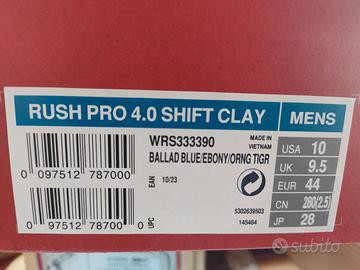 RUSH PRO 4.0 SHIFT CLAY
MENS
WRS333390
BALLAD BLUE/EBONY/ORNG TIGR
MADE IN
VIETNAM
0 097512 787000 2
EAN
10/23
5302639503
145464
0 97512 78700 0
UPC
USA 10
UK 9.5
EUR 44
CN 280(2.5)
JP 28
subito